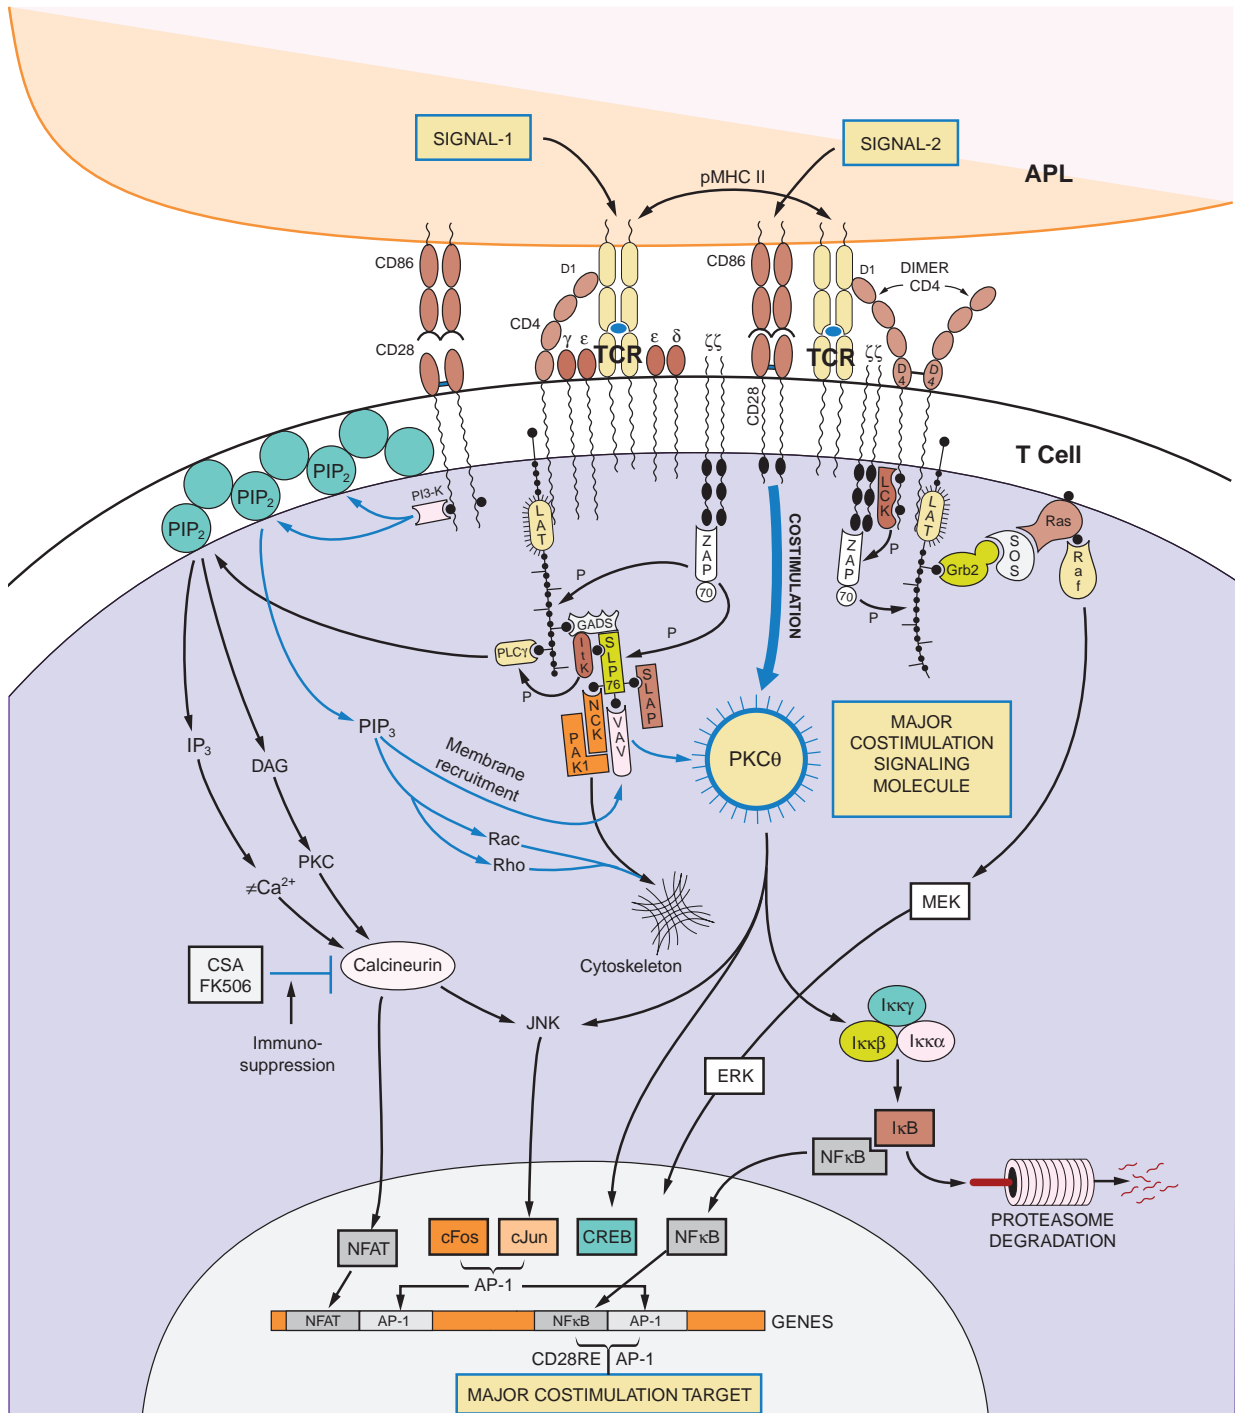 SIGNAL-1
SIGNAL-2
pMHC II
APL
CD86
D1
CD4
CD28
γ
ε
TCR
ε
δ
ζζ
CD86
CD28
TCR
D1
DIMER
CD4
ζζ
D
4
D
4
T Cell
PIP2
PIP2
PIP2
PI3-K
LAT
ZAP
70
P
P
COSTIMULATION
LCK
P
ZAP
70
P
LAT
Grb2
SOS
Ras
Raf
GADS
PLCγ
P
ItK
SLP
76
SLAP
NCK
PAK1
VAV
PKCθ
MAJOR
COSTIMULATION
SIGNALING
MOLECULE
IP3
DAG
PIP3
Membrane
recruitment
Rac
Rho
PKC
≠Ca2+
Cytoskeleton
MEK
CSA
FK506
Calcineurin
Immuno-
suppression
JNK
ERK
Iκκγ
Iκκβ
Iκκα
IκB
NFκB
PROTEASOME
DEGRADATION
NFAT
cFos
cJun
CREB
NFκB
AP-1
NFAT
AP-1
NFκB
AP-1
GENES
CD28RE
AP-1
MAJOR COSTIMULATION TARGET